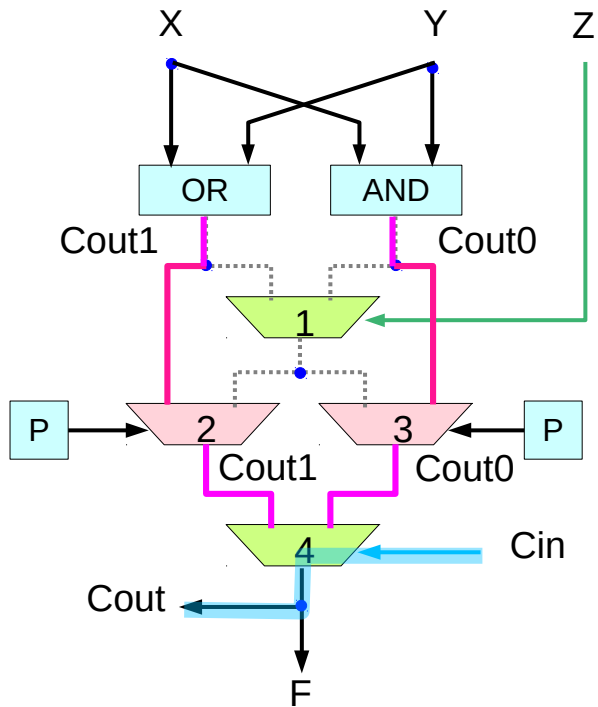 X Y Z
OR AND
Cout1 Cout0
1
P 2 3 P
Cout1 Cout0
4 Cin
Cout
F